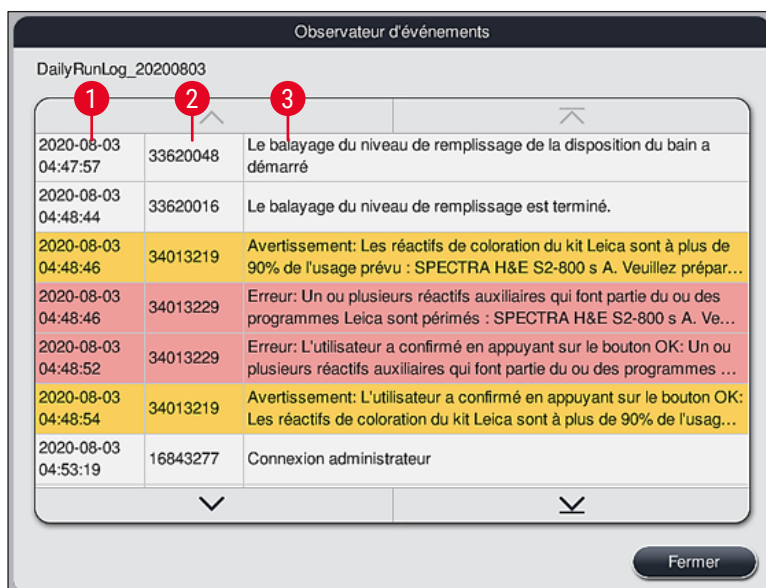 Observateur d'événements
DailyRunLog_20200803
1 2 3
2020-08-03
04:47:57
33620048
Le balayage du niveau de remplissage de la disposition du bain a
démarré
2020-08-03
04:48:44
33620016
Le balayage du niveau de remplissage est terminé.
2020-08-03
04:48:46
34013219
Avertissement: Les réactifs de coloration du kit Leica sont à plus de
90% de l'usage prévu : SPECTRA H&E S2-800 s A. Veuillez prépar...
2020-08-03
04:48:46
34013229
Erreur: Un ou plusieurs réactifs auxiliaires qui font partie du ou des
programmes Leica sont périmés : SPECTRA H&E S2-800 s A. Ve...
2020-08-03
04:48:52
34013229
Erreur: L'utilisateur a confirmé en appuyant sur le bouton OK: Un ou
plusieurs réactifs auxiliaires qui font partie du ou des programmes ...
2020-08-03
04:48:54
34013219
Avertissement: L'utilisateur a confirmé en appuyant sur le bouton OK:
Les réactifs de coloration du kit Leica sont à plus de 90% de l'usag...
2020-08-03
04:53:19
16843277
Connexion administrateur
Fermer